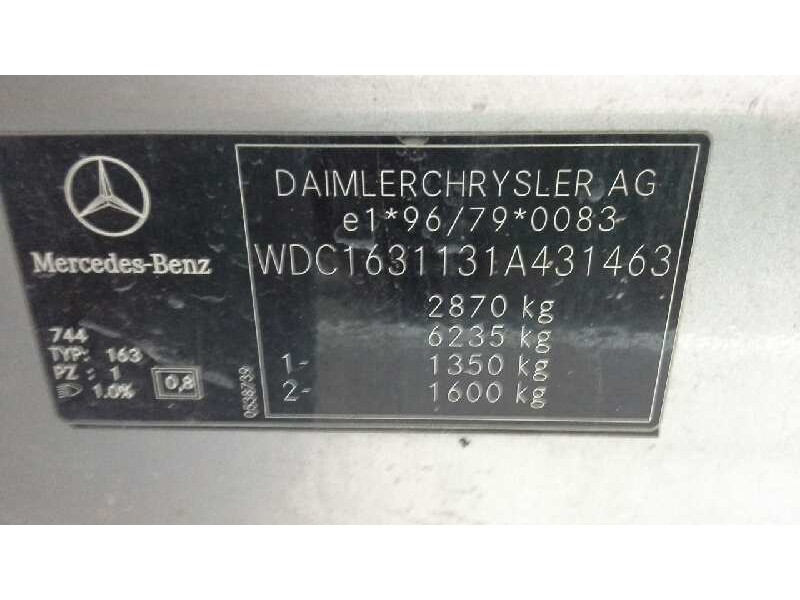 Mercedes-Benz
744
TYP: 163
PZ : 1
1.0%
0,8
0538739
DAIMLERCHRYSLER AG
e1*96/79*0083
WDC1631131A431463
2870 kg
6235 kg
1- 1350 kg
2- 1600 kg